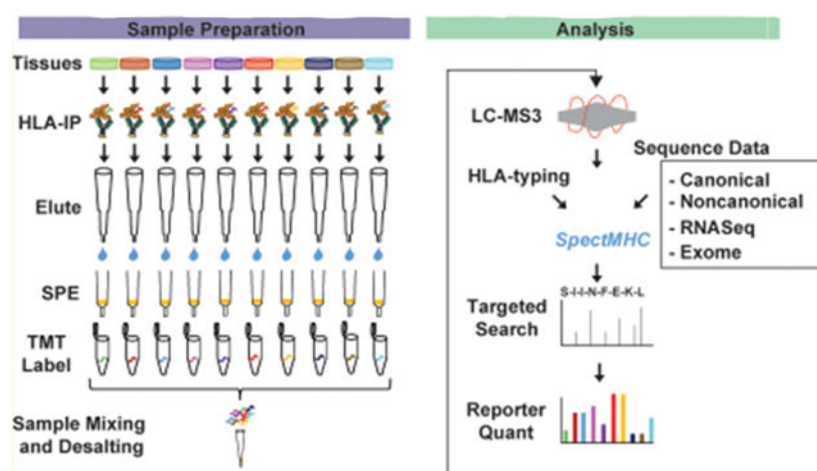 Sample Preparation
Tissues
HLA-IP
Elute
SPE
TMT
Label
Sample Mixing
and Desalting
Analysis
LC-MS3
Sequence Data
HLA-typing
- Canonical
- Noncanonical
- RNASeq
- Exome
SpectMHC
S-I-I-N-F-E-K-L
Targeted
Search
Reporter
Quant